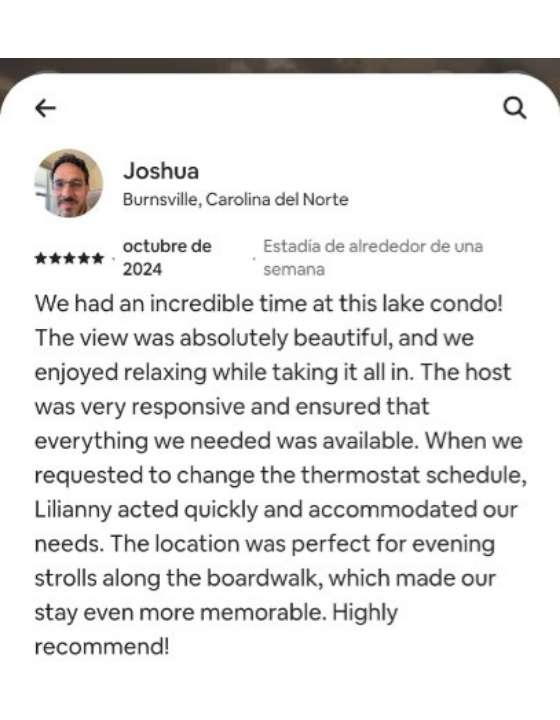 Joshua
Burnsville, Carolina del Norte
octubre de
2024
Estadía de alrededor de una
semana
We had an incredible time at this lake condo!
The view was absolutely beautiful, and we
enjoyed relaxing while taking it all in. The host
was very responsive and ensured that
everything we needed was available. When we
requested to change the thermostat schedule,
Lilianny acted quickly and accommodated our
needs. The location was perfect for evening
strolls along the boardwalk, which made our
stay even more memorable. Highly
recommend!